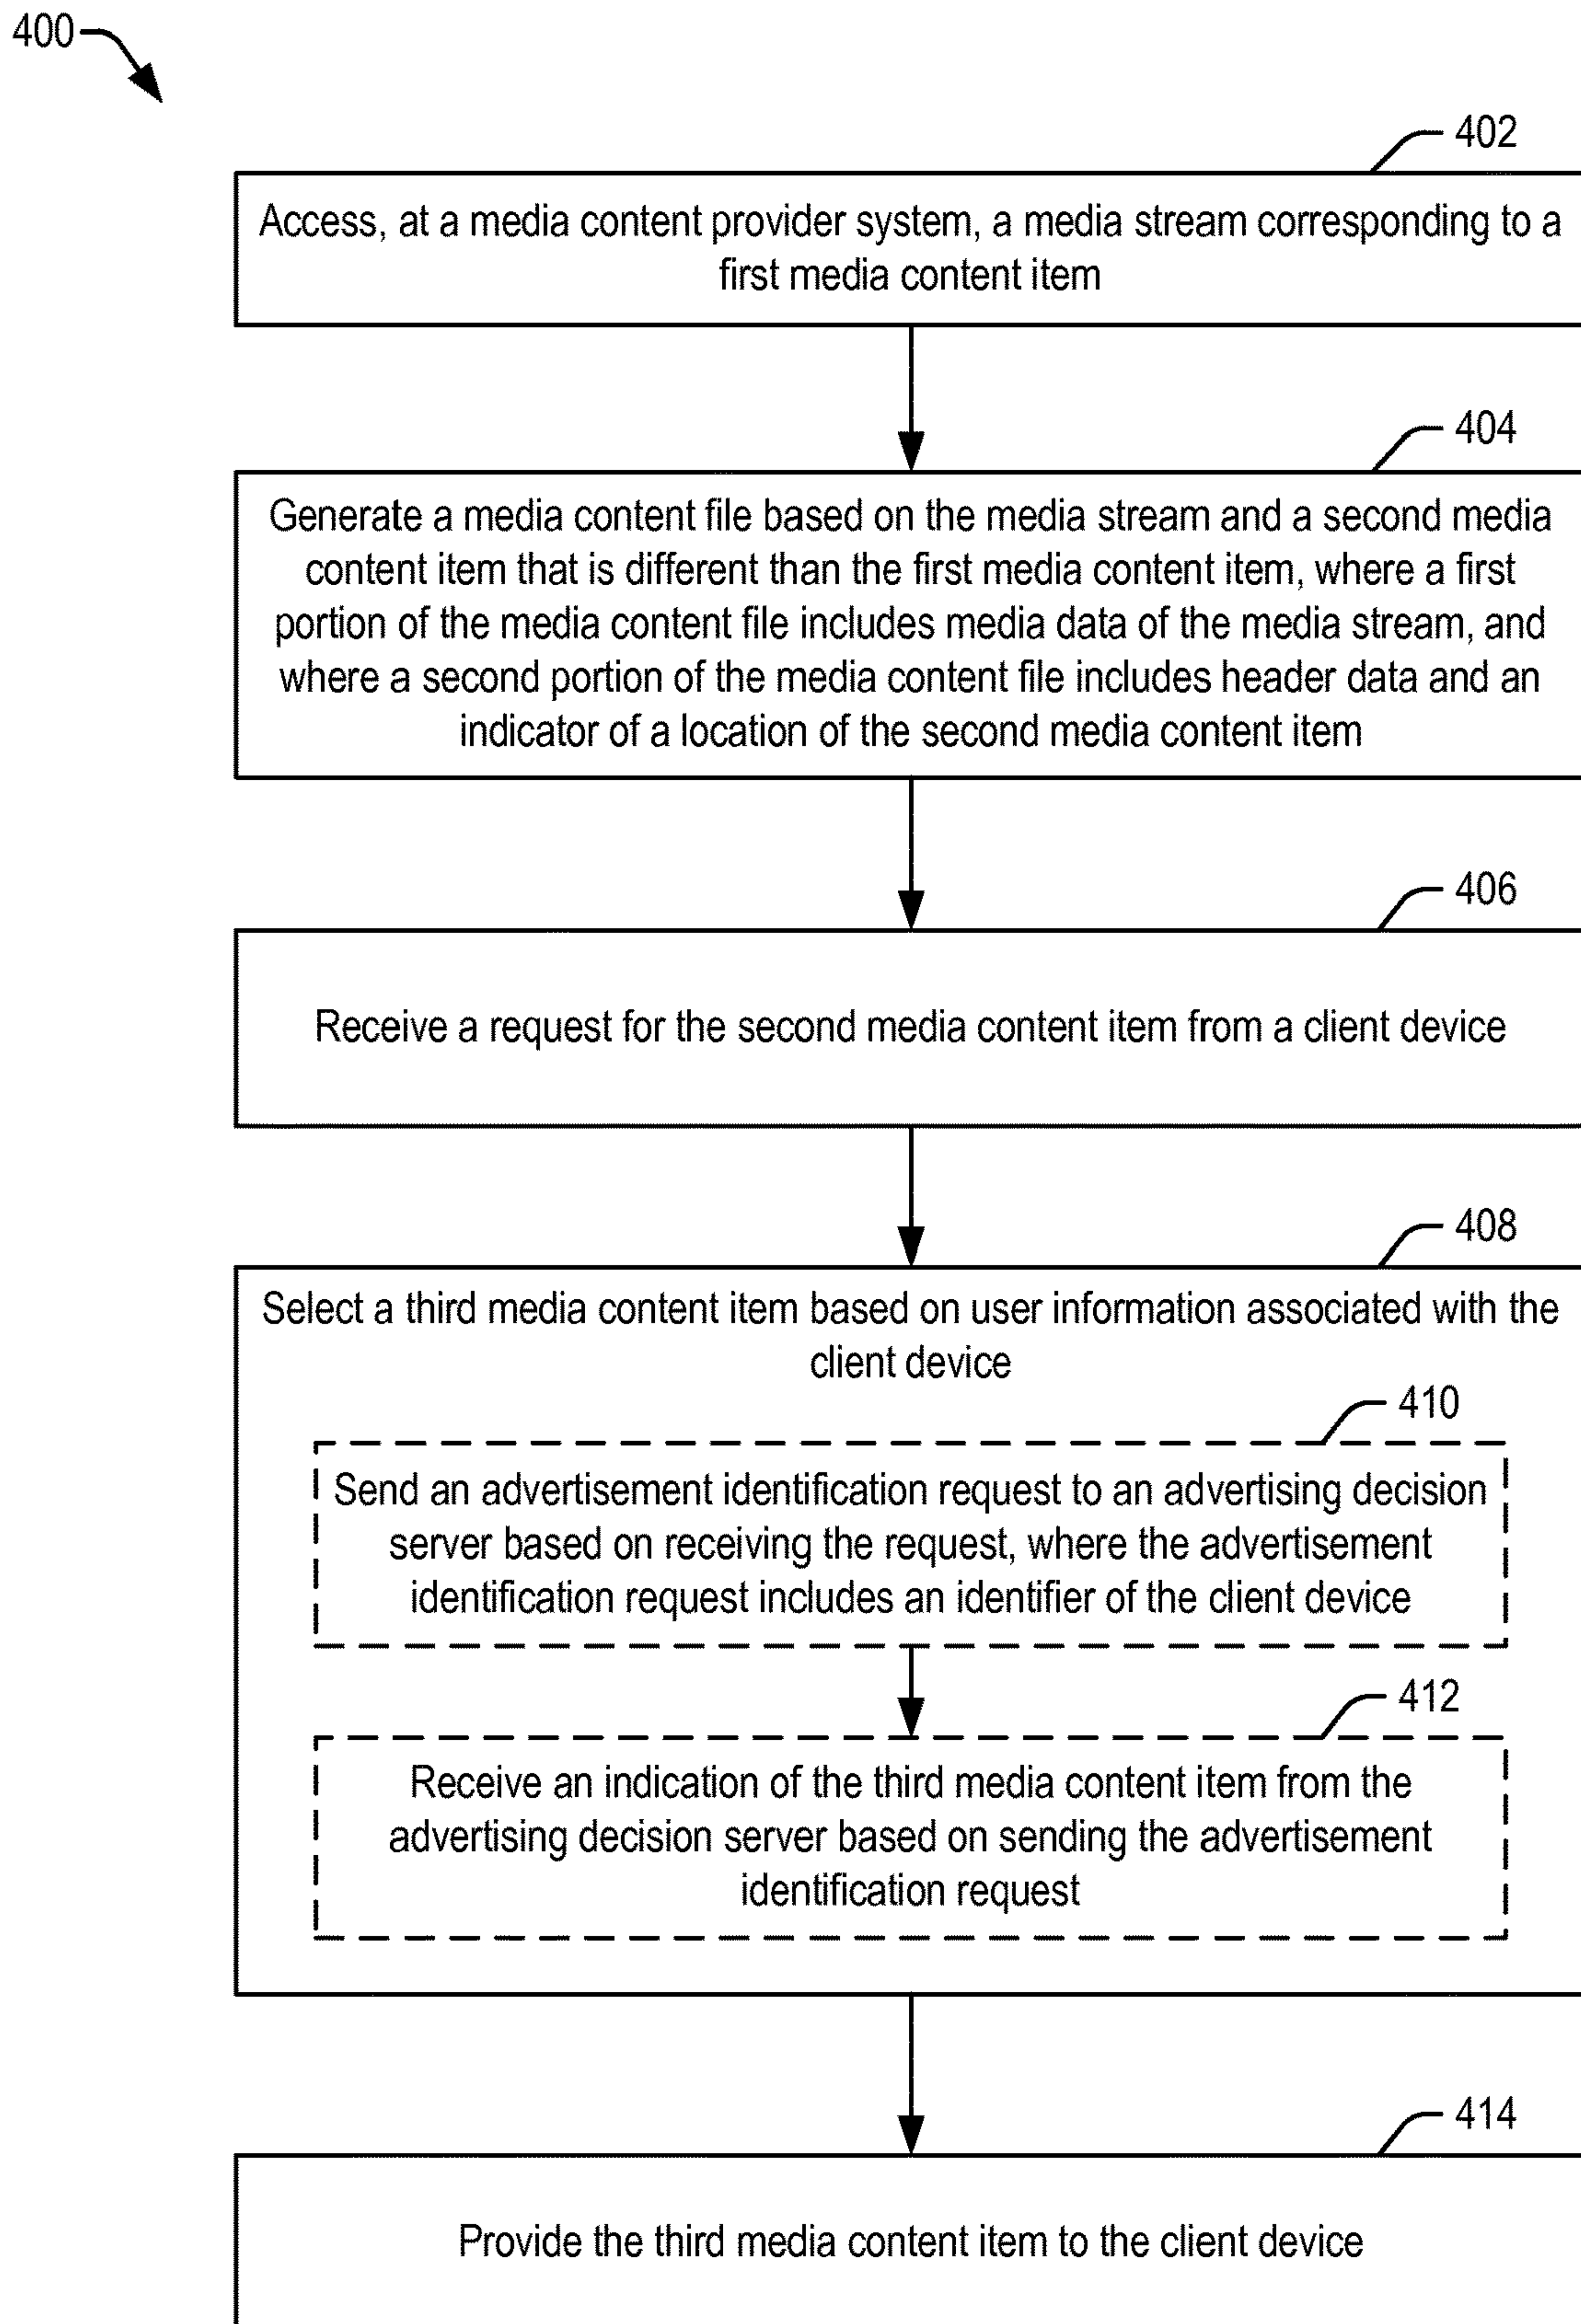 400
402
Access, at a media content provider system, a media stream corresponding to a
first media content item
404
Generate a media content file based on the media stream and a second media
content item that is different than the first media content item, where a first
portion of the media content file includes media data of the media stream, and
where a second portion of the media content file includes header data and an
indicator of a location of the second media content item
406
Receive a request for the second media content item from a client device
408
Select a third media content item based on user information associated with the
client device
410
Send an advertisement identification request to an advertising decision
server based on receiving the request, where the advertisement
identification request includes an identifier of the client device
412
Receive an indication of the third media content item from the
advertising decision server based on sending the advertisement
identification request
414
Provide the third media content item to the client device